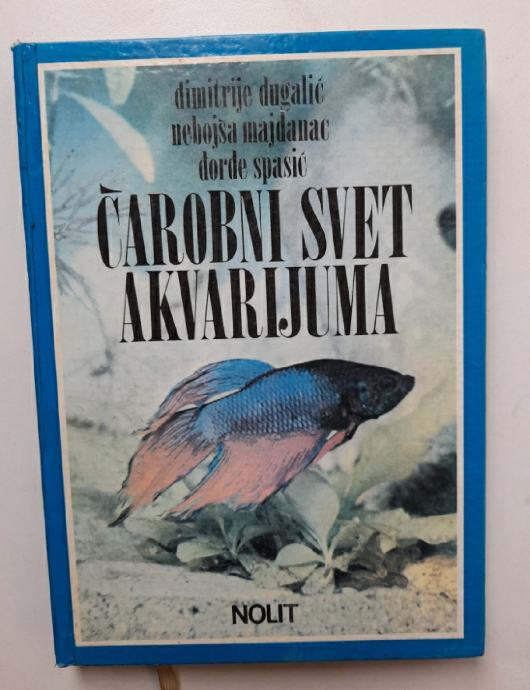 dimitrije dugalić
nebojša majdanac
đorđe spasić
ČAROBNI SVET
AKVARIJUMA
NOLIT